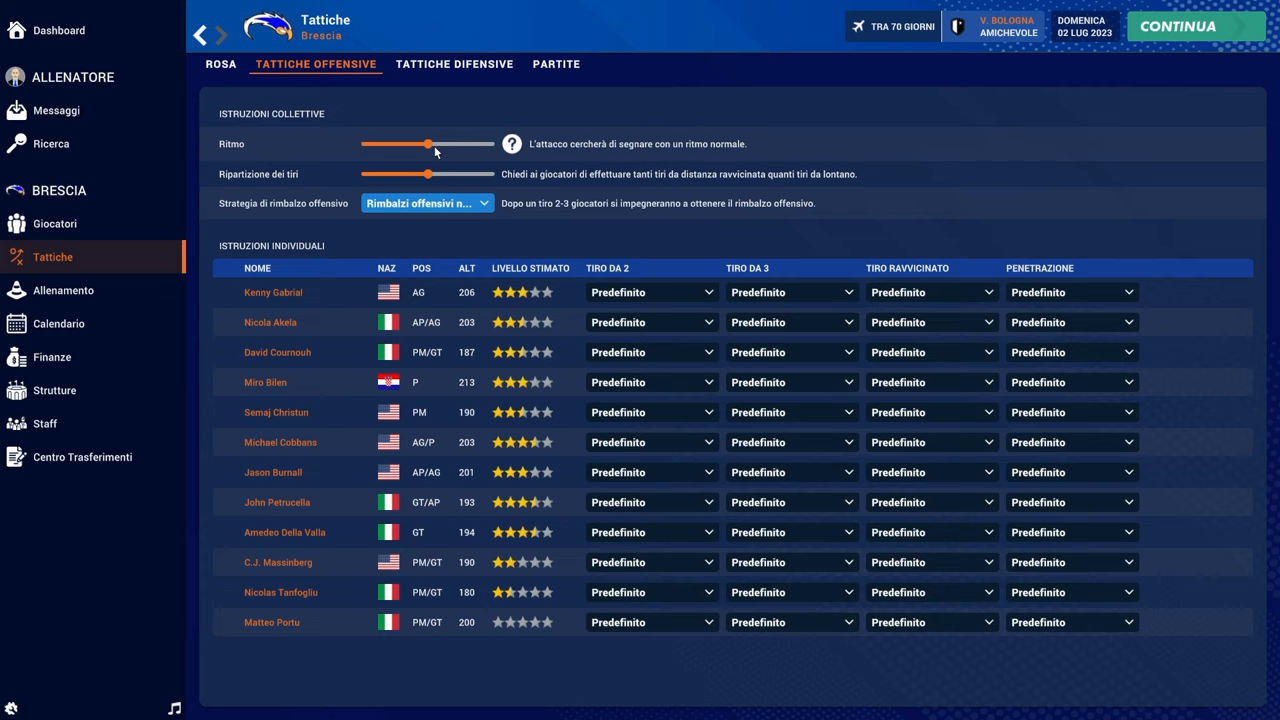 Tattiche
Brescia
TRA 70 GIORNI
V. BOLOGNA
AMICHEVOLE
DOMENICA
02 LUG 2023
CONTINUA
Dashboard
ALLENATORE
Messaggi
Ricerca
BRESCIA
Giocatori
Tattiche
Allenamento
Calendario
Finanze
Strutture
Staff
Centro Trasferimenti
ROSA TATTICHE OFFENSIVE TATTICHE DIFENSIVE PARTITE
ISTRUZIONI COLLETTIVE
Ritmo ? L'attacco cercherà di segnare con un ritmo normale.
Ripartizione dei tiri Chiedi ai giocatori di effettuare tanti tiri da distanza ravvicinata quanti tiri da lontano.
Strategia di rimbalzo offensivo Rimbalzi offensivi n... Dopo un tiro 2-3 giocatori si impegneranno a ottenere il rimbalzo offensivo.
ISTRUZIONI INDIVIDUALI
NOME NAZ POS ALT LIVELLO STIMATO TIRO DA 2 TIRO DA 3 TIRO RAVVICINATO PENETRAZIONE
Kenny Gabrial AG 206 Predefinito Predefinito Predefinito Predefinito
Nicola Akela AP/AG 203 Predefinito Predefinito Predefinito Predefinito
David Cournouh PM/GT 187 Predefinito Predefinito Predefinito Predefinito
Miro Bilen P 213 Predefinito Predefinito Predefinito Predefinito
Semaj Christun PM 190 Predefinito Predefinito Predefinito Predefinito
Michael Cobbans AG/P 203 Predefinito Predefinito Predefinito Predefinito
Jason Burnall AP/AG 201 Predefinito Predefinito Predefinito Predefinito
John Petrucella GT/AP 193 Predefinito Predefinito Predefinito Predefinito
Amedeo Della Valla GT 194 Predefinito Predefinito Predefinito Predefinito
C.J. Massinberg PM/GT 190 Predefinito Predefinito Predefinito Predefinito
Nicolas Tanfogliu PM/GT 180 Predefinito Predefinito Predefinito Predefinito
Matteo Portu PM/GT 200 Predefinito Predefinito Predefinito Predefinito